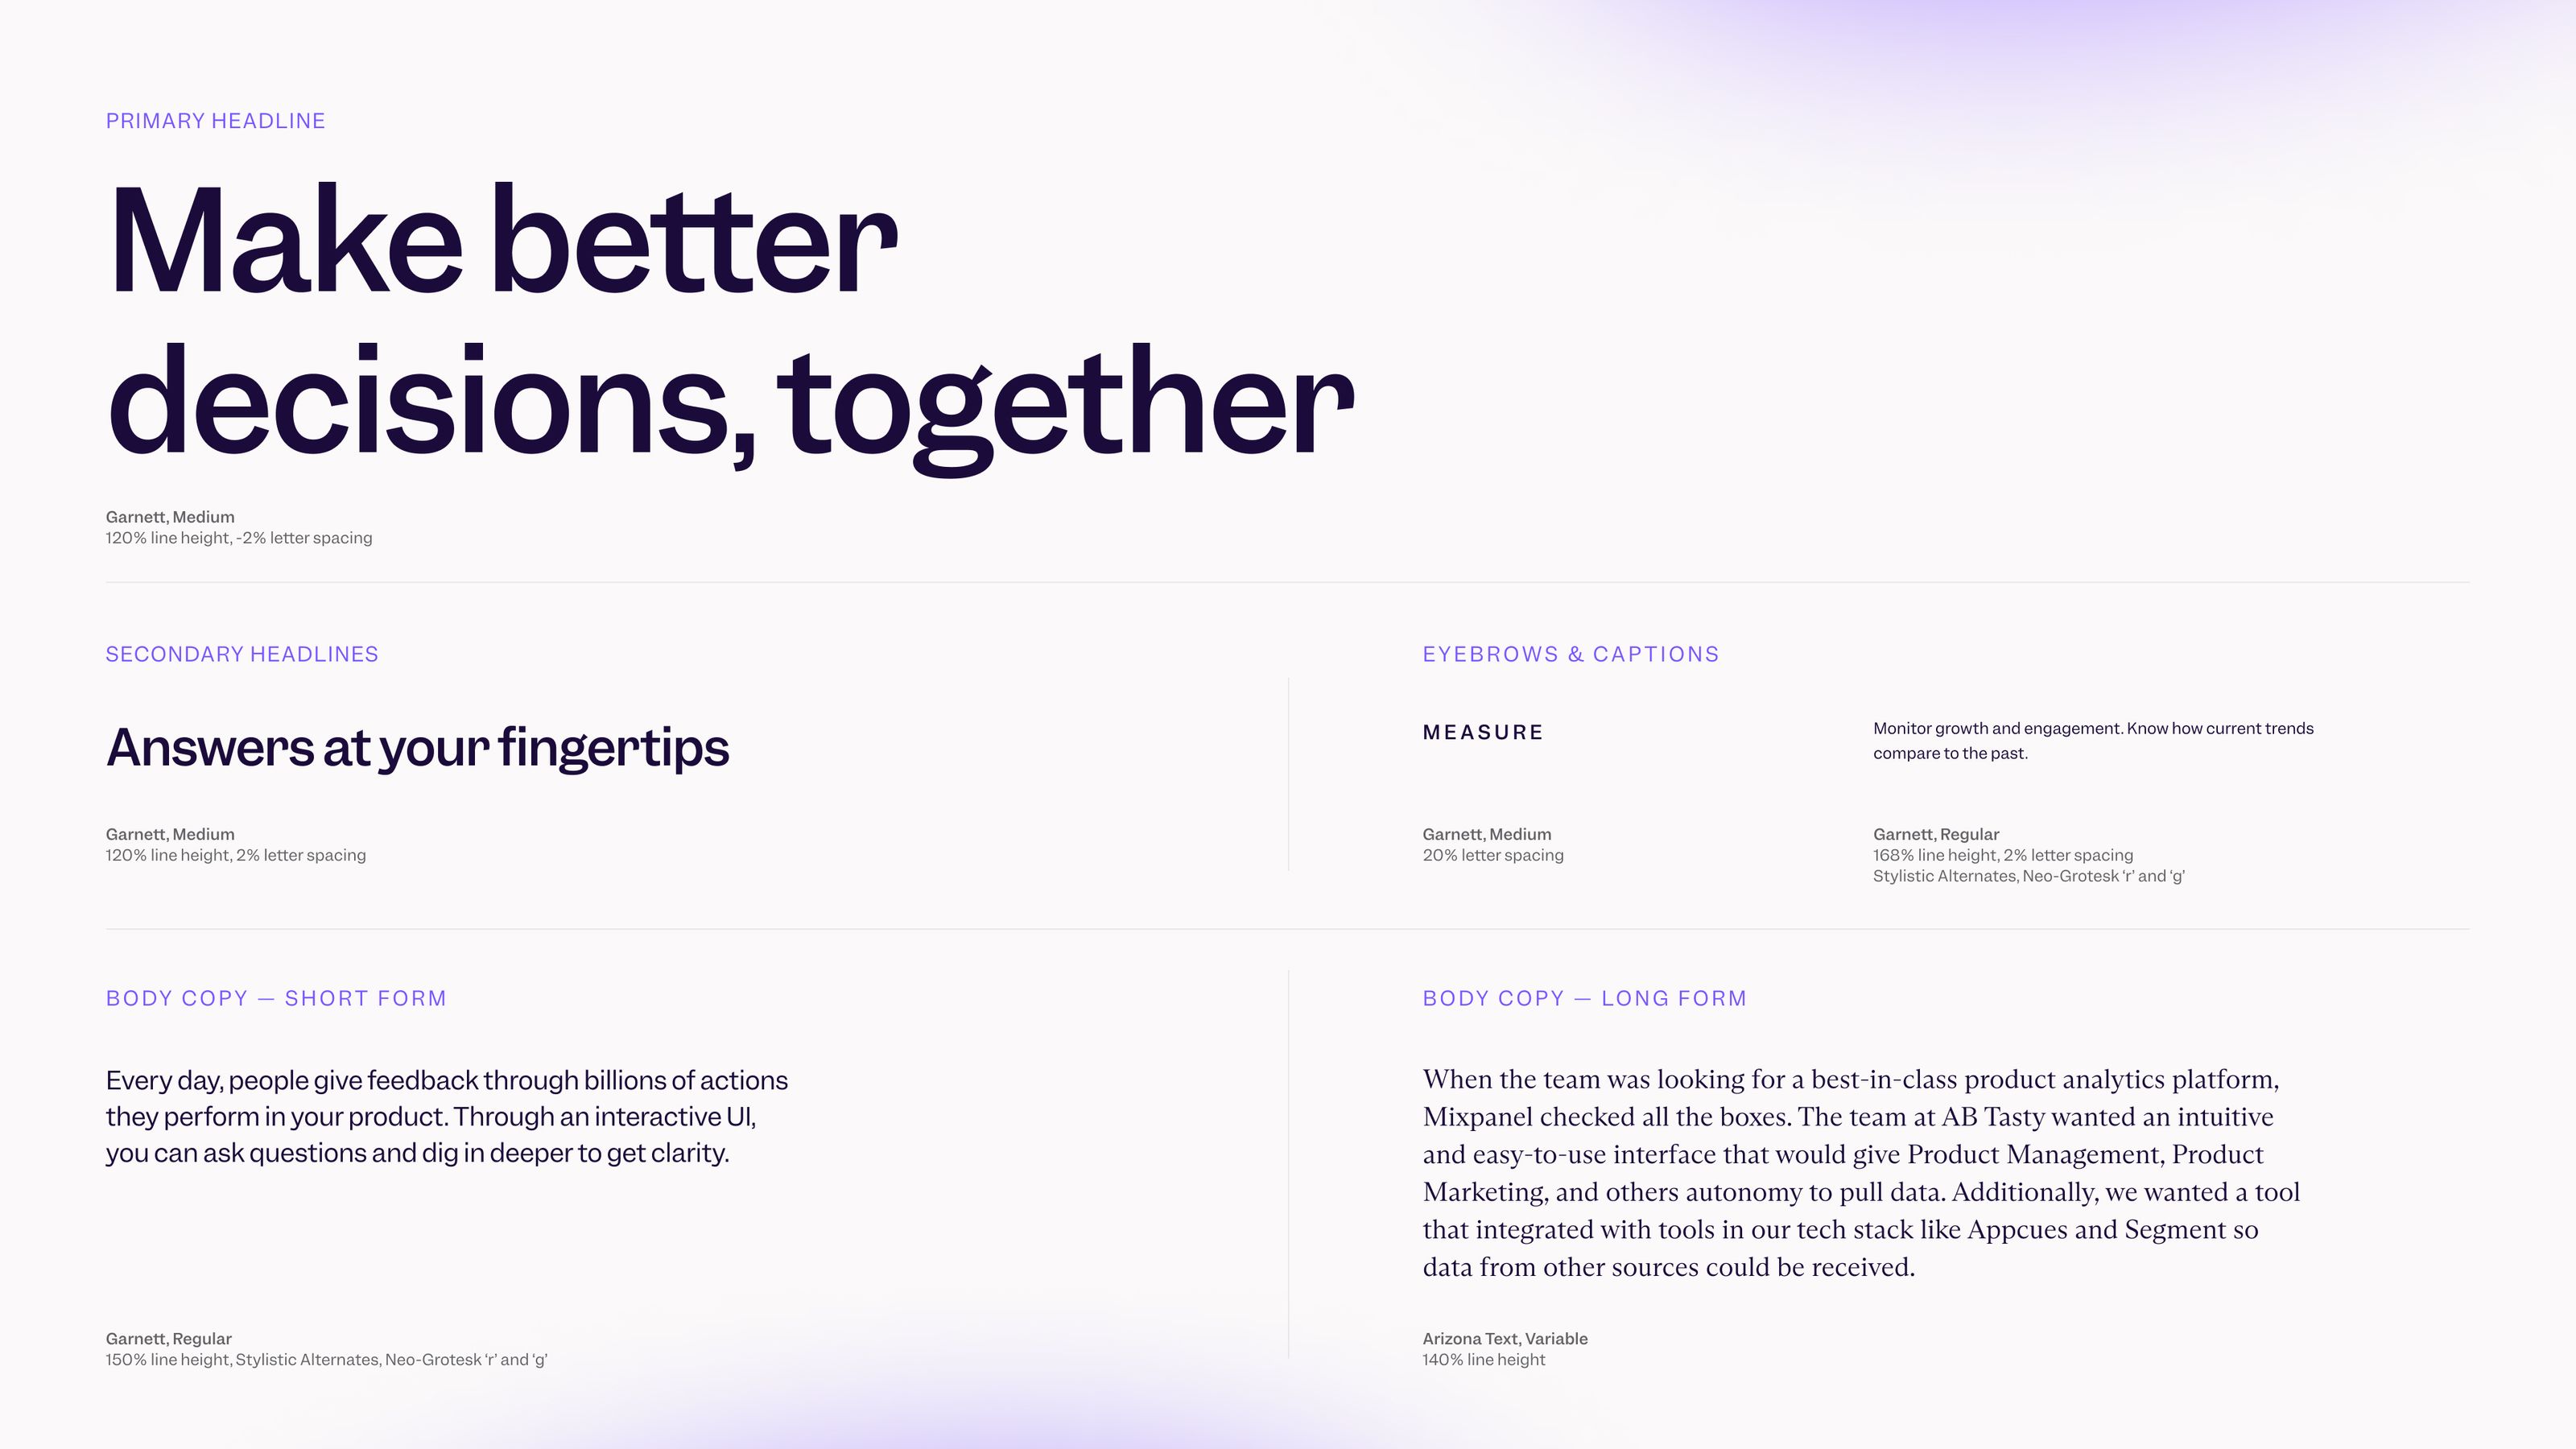 PRIMARY HEADLINE
Make better
decisions, together
Garnett, Medium
120% line height, -2% letter spacing
SECONDARY HEADLINES
Answers at your fingertips
Garnett, Medium
120% line height, 2% letter spacing
EYEBROWS & CAPTIONS
MEASURE
Garnett, Medium
20% letter spacing
Monitor growth and engagement. Know how current trends
compare to the past.
Garnett, Regular
168% line height, 2% letter spacing
Stylistic Alternates, Neo-Grotesk ‘r’ and ‘g’
BODY COPY — SHORT FORM
Every day, people give feedback through billions of actions
they perform in your product. Through an interactive UI,
you can ask questions and dig in deeper to get clarity.
Garnett, Regular
150% line height, Stylistic Alternates, Neo-Grotesk ‘r’ and ‘g’
BODY COPY — LONG FORM
When the team was looking for a best-in-class product analytics platform,
Mixpanel checked all the boxes. The team at AB Tasty wanted an intuitive
and easy-to-use interface that would give Product Management, Product
Marketing, and others autonomy to pull data. Additionally, we wanted a tool
that integrated with tools in our tech stack like Appcues and Segment so
data from other sources could be received.
Arizona Text, Variable
140% line height